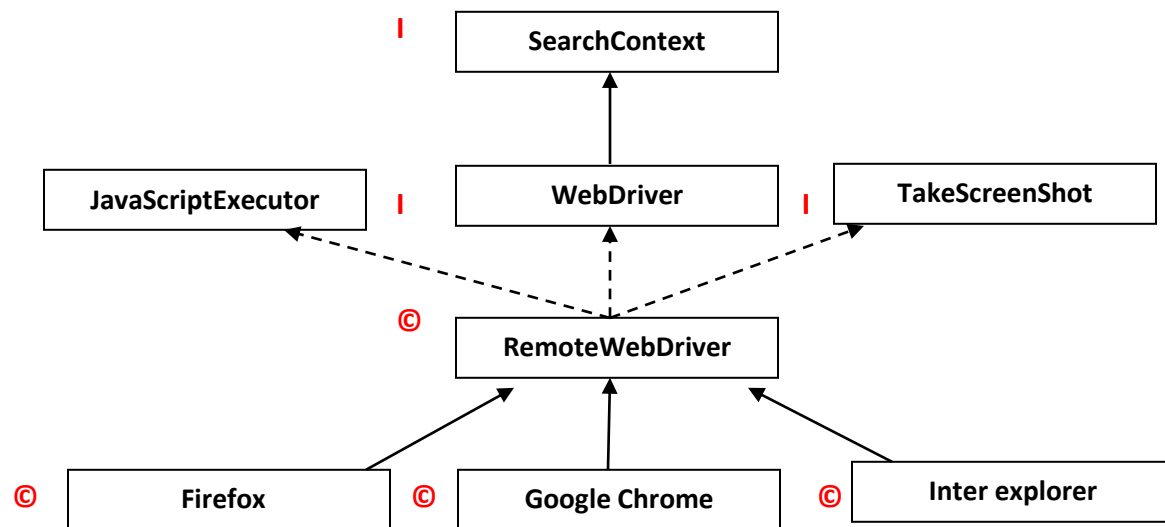 I
SearchContext
JavaScriptExecutor
I
WebDriver
I
TakeScreenShot
©
RemoteWebDriver
©
Firefox
©
Google Chrome
©
Inter explorer